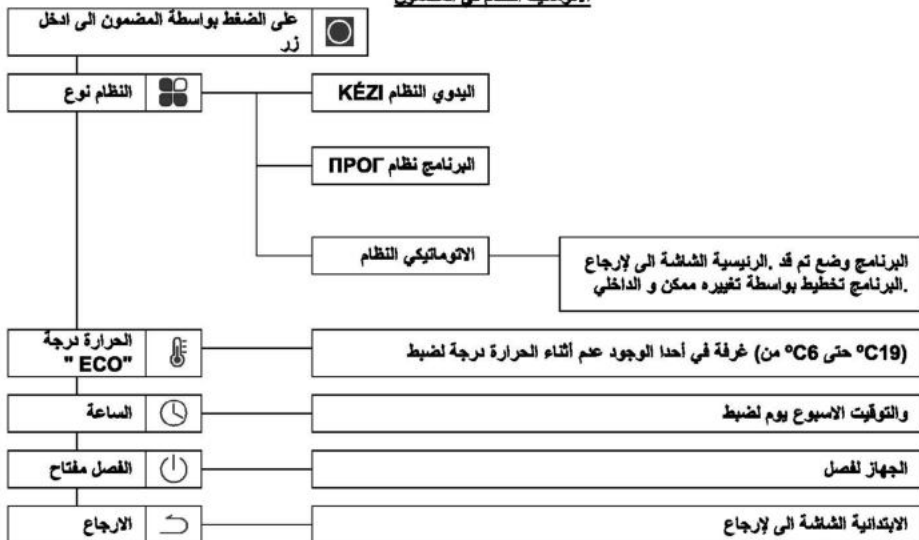 على الضغط بواسطة المضمون الى ادخل
زر
النظام نوع
اليدوي النظام KÉZI
البرنامج نظام ПРОГ
الاتوماتيكي النظام
البرنامج وضع تم قد .الرئيسية الشاشة الى لإرجاع
.البرنامج تخطيط بواسطة تغييره ممكن و الداخلي
الحرارة درجة
"ECO "
(ºC19 حتى ºC6 من) غرفة في أحدا الوجود عدم أثناء الحرارة درجة لضبط
الساعة
والتوقيت الاسبوع يوم لضبط
الفصل مفتاح
الجهاز لفصل
الارجاع
الابتدائية الشاشة الى لإرجاع